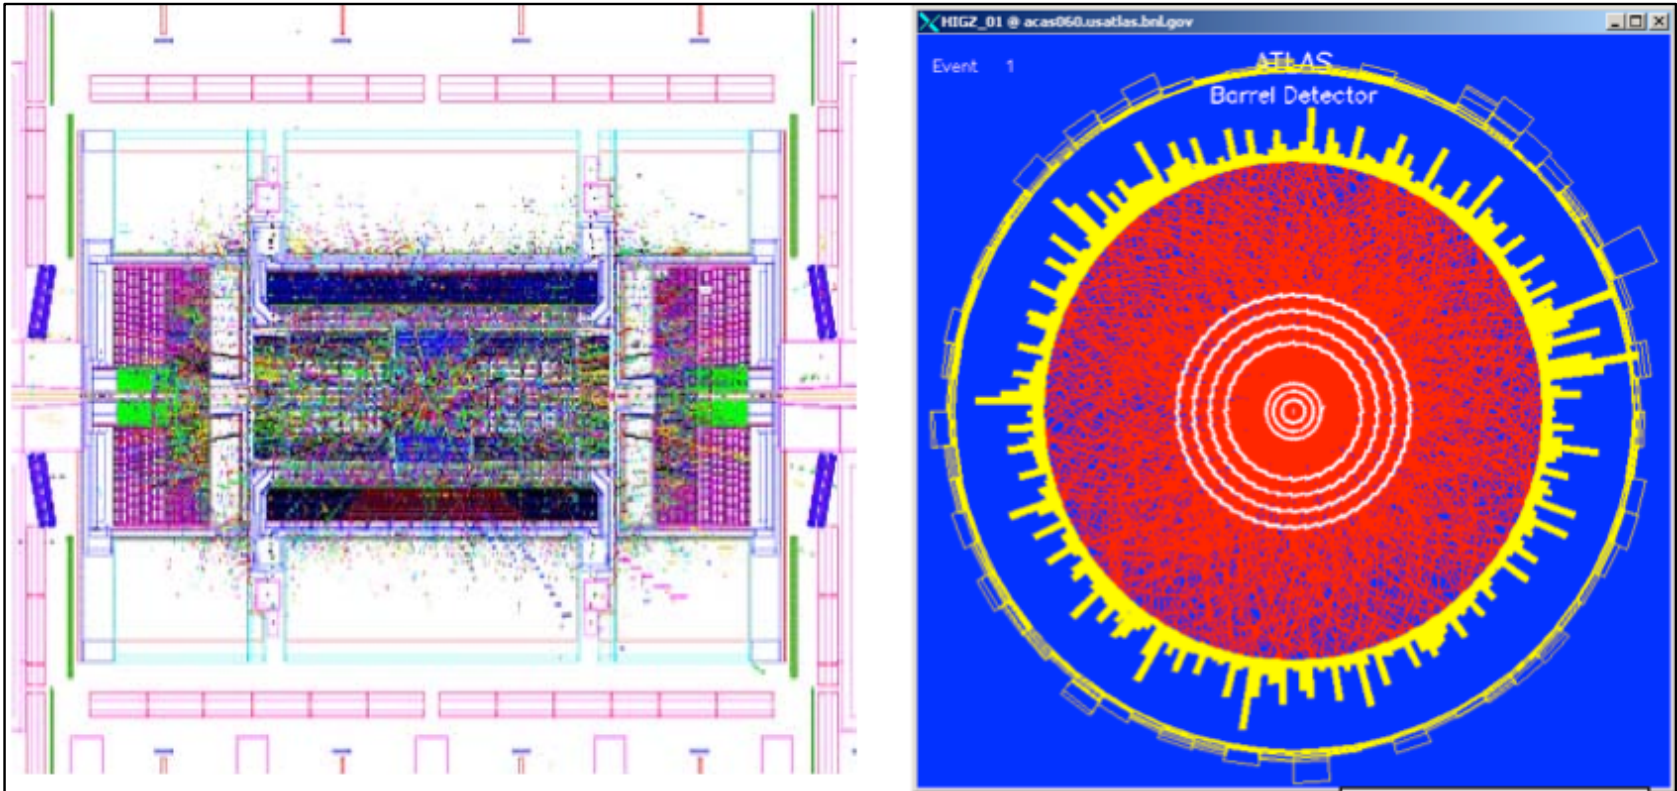 HIGZ_01 @ acas060.usatlas.bnl.gov
Event 1
ATLAS
Barrel Detector